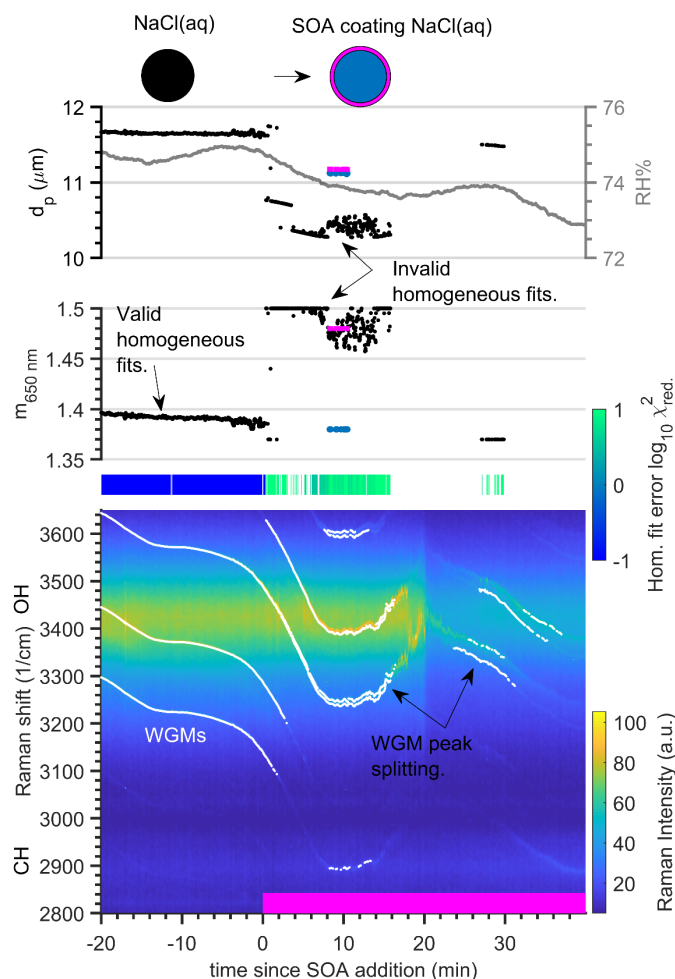 NaCl(aq)
SOA coating NaCl(aq)
12
11
10
d_p (μm)
76
74
72
RH%
Invalid
homogeneous fits.
Valid
homogeneous
fits.
1.5
1.45
1.4
1.35
m_650 nm
1
0
-1
Hom. fit error log_10 χ^2_red.
3600
3500
3400
3300
3200
3100
3000
2900
2800
CH Raman shift (1/cm) OH
WGMs
WGM peak
splitting.
100
80
60
40
20
Raman Intensity (a.u.)
-20
-10
0
10
20
30
time since SOA addition (min)